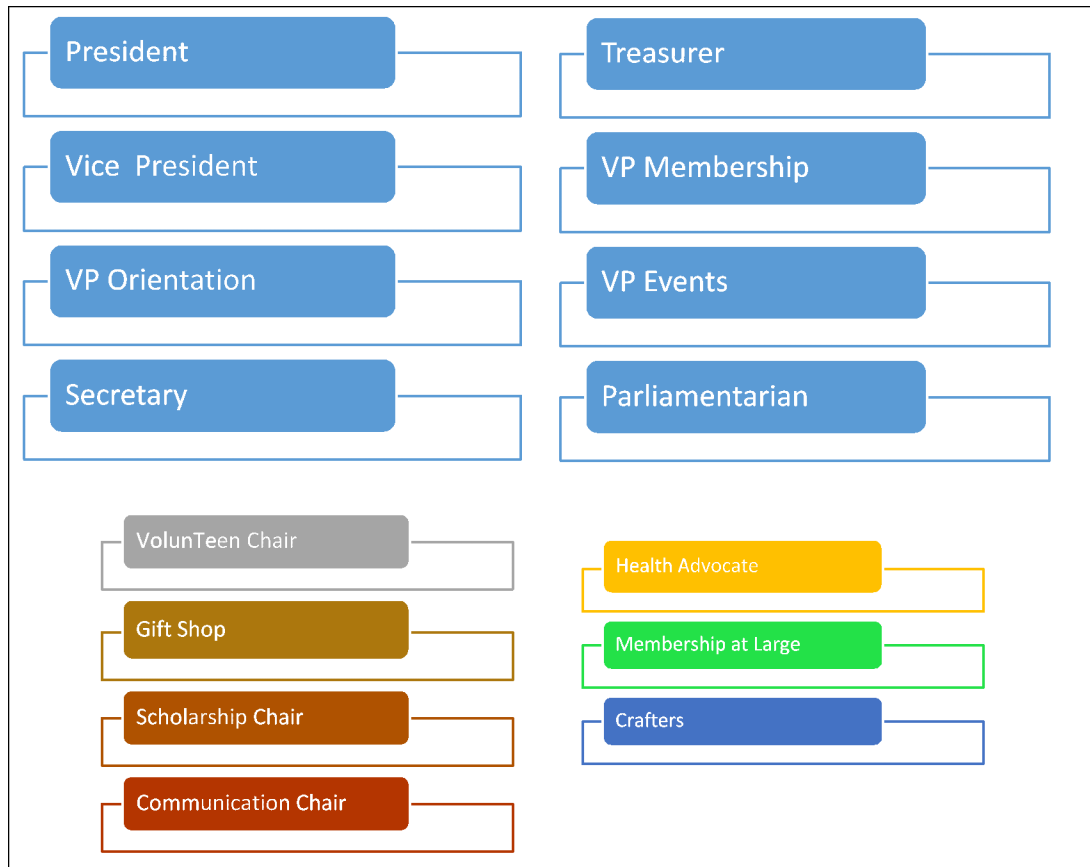 President
Vice  President
VP Orientation
Secretary
Treasurer
VP Membership
VP Events
Parliamentarian
VolunTeen Chair
Gift Shop
Scholarship Chair
Communication Chair
Health Advocate
Membership at Large
Crafters